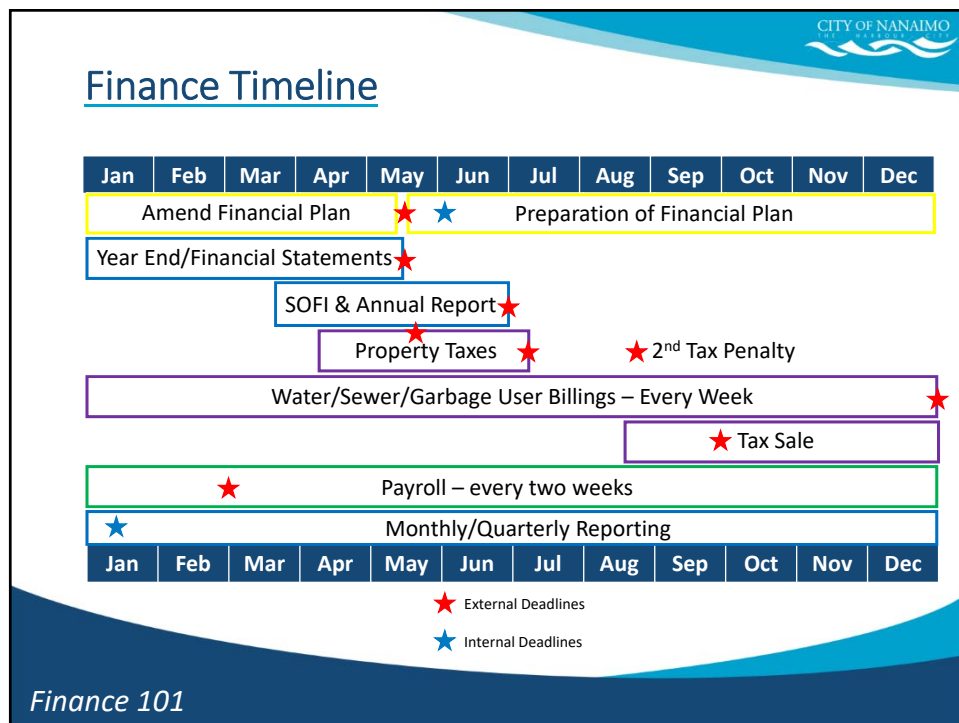 CITY OF NANAIMO
THE HARBOUR CITY
Finance Timeline
Jan Feb Mar Apr May Jun Jul Aug Sep Oct Nov Dec
Amend Financial Plan Preparation of Financial Plan
Year End/Financial Statements
SOFI & Annual Report
Property Taxes 2nd Tax Penalty
Water/Sewer/Garbage User Billings – Every Week
Tax Sale
Payroll – every two weeks
Monthly/Quarterly Reporting
Jan Feb Mar Apr May Jun Jul Aug Sep Oct Nov Dec
External Deadlines
Internal Deadlines
Finance 101